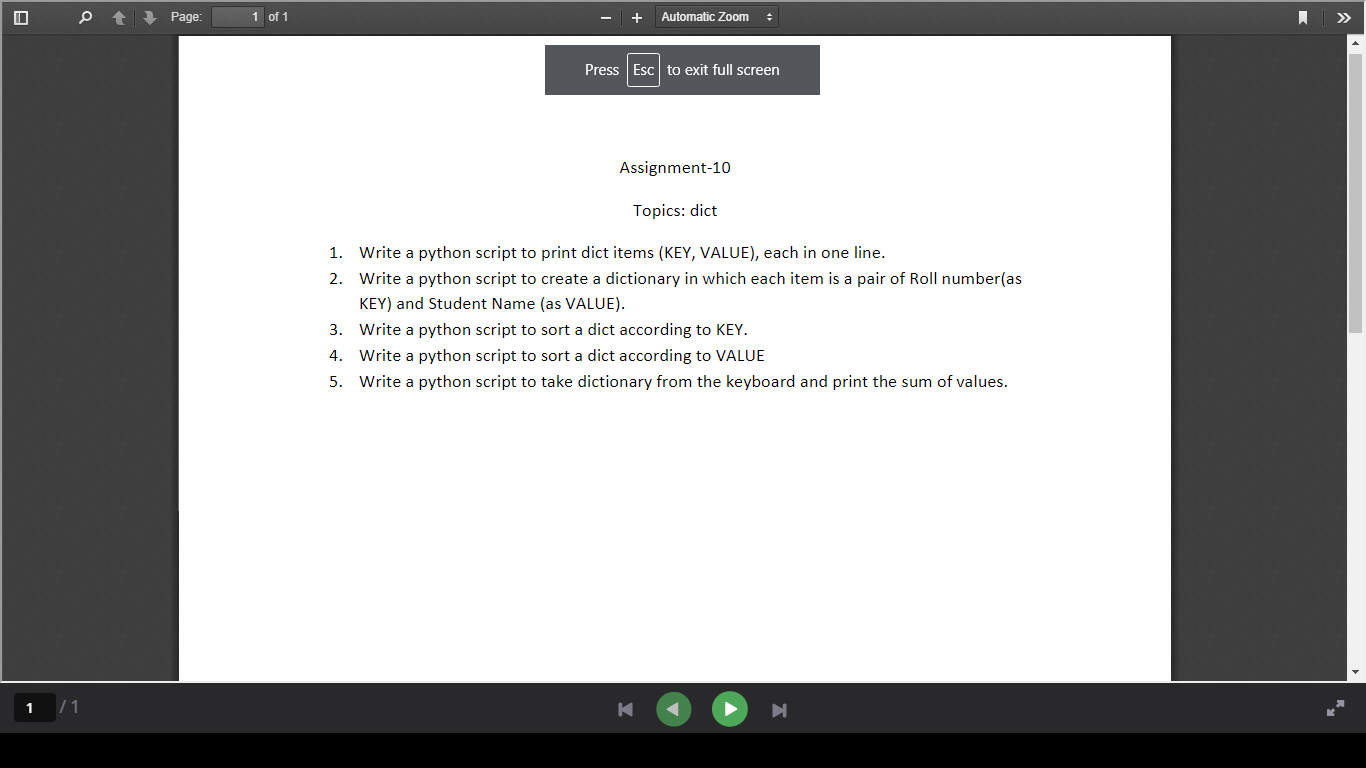 Page: 1 of 1 Automatic Zoom
Press Esc to exit full screen
Assignment-10
Topics: dict
1. Write a python script to print dict items (KEY, VALUE), each in one line.
2. Write a python script to create a dictionary in which each item is a pair of Roll number(as
KEY) and Student Name (as VALUE).
3. Write a python script to sort a dict according to KEY.
4. Write a python script to sort a dict according to VALUE
5. Write a python script to take dictionary from the keyboard and print the sum of values.
1 / 1